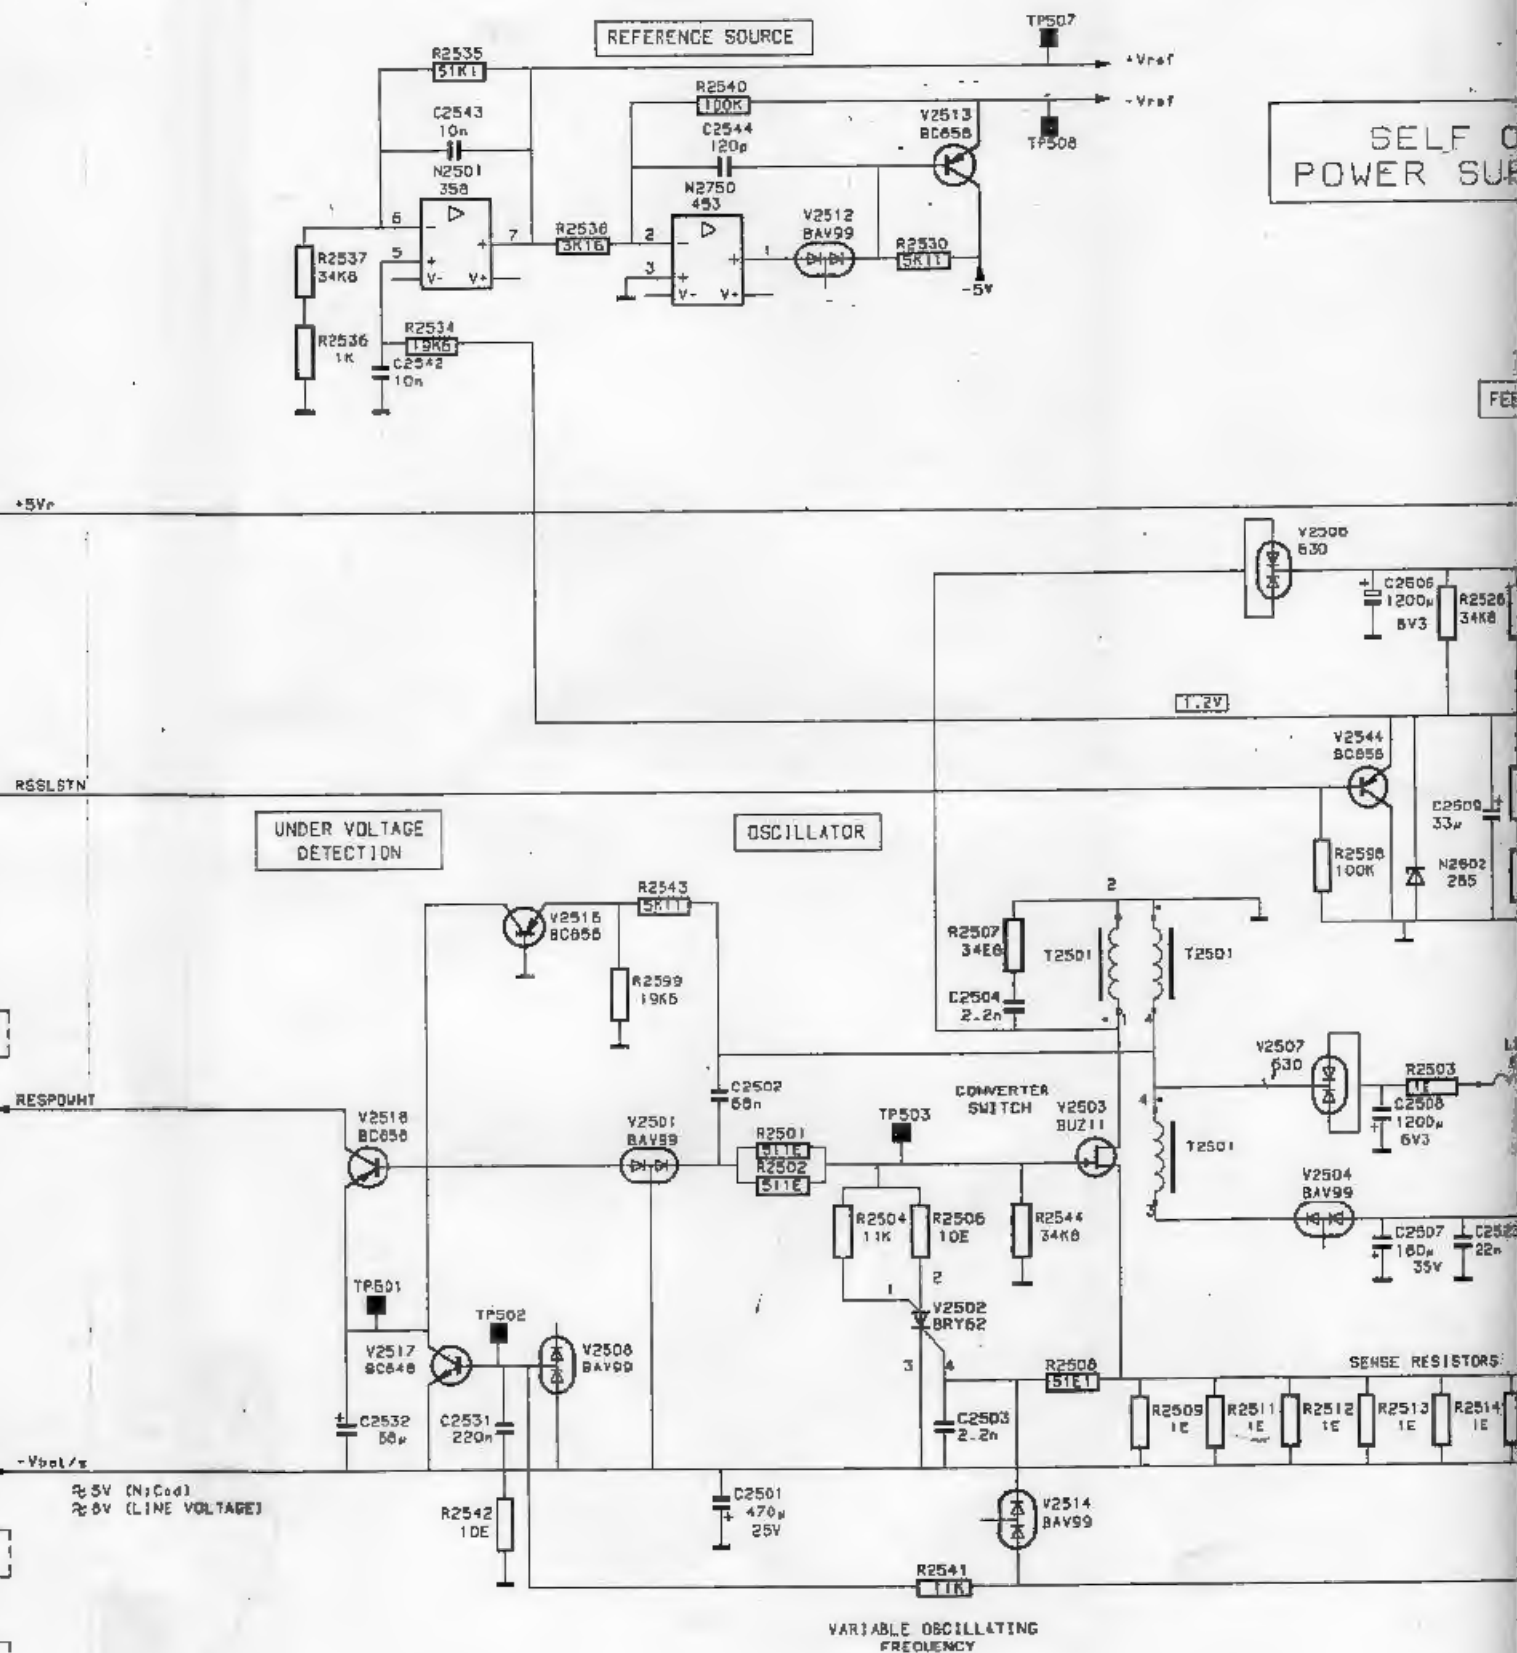 REFERENCE SOURCE
TP507
+Vref
-Vref
TP508
R2535
51K1
C2543
10n
N2501
358
R2540
100K
C2544
120p
N2750
453
V2513
BC858
SELF
POWER
6
5
7
V-
V+
R2538
3K16
2
3
1
V-
V+
V2512
BAV99
R2530
5K11
-5V
R2537
34K8
R2536
1K
R2534
19K6
C2542
10n
+5Vr
V2506
630
C2506
1200µ
6V3
R2526
34K8
1.2V
V2544
BC858
RSSLSTN
C2509
33µ
R2598
100K
N2602
285
UNDER VOLTAGE
DETECTION
OSCILLATOR
R2543
5K11
V2516
BC858
R2599
19K6
2
R2507
34E8
T2501
T2501
C2504
2.2n
1
4
RESPOWHT
V2518
BC858
V2501
BAV99
C2502
68n
R2501
511E
R2502
511E
TP503
CONVERTER
SWITCH
V2503
BUZ11
V2507
630
R2503
1E
C2508
1200µ
6V3
4
T2501
3
V2504
BAV99
C2507
180µ
35V
22n
R2504
11K
R2506
10E
R2544
34K8
1
2
V2502
BRY62
3
4
TP501
TP502
V2517
BC848
V2508
BAV99
R2508
51E1
SENSE RESISTORS
C2532
68µ
C2531
220n
C2503
2.2n
R2509
1E
R2511
1E
R2512
1E
R2513
1E
R2514
1E
-Vbat/s
≈5V (NiCad)
≈8V (LINE VOLTAGE)
R2542
10E
C2501
470µ
25V
V2514
BAV99
R2541
11K
VARIABLE OSCILLATING
FREQUENCY